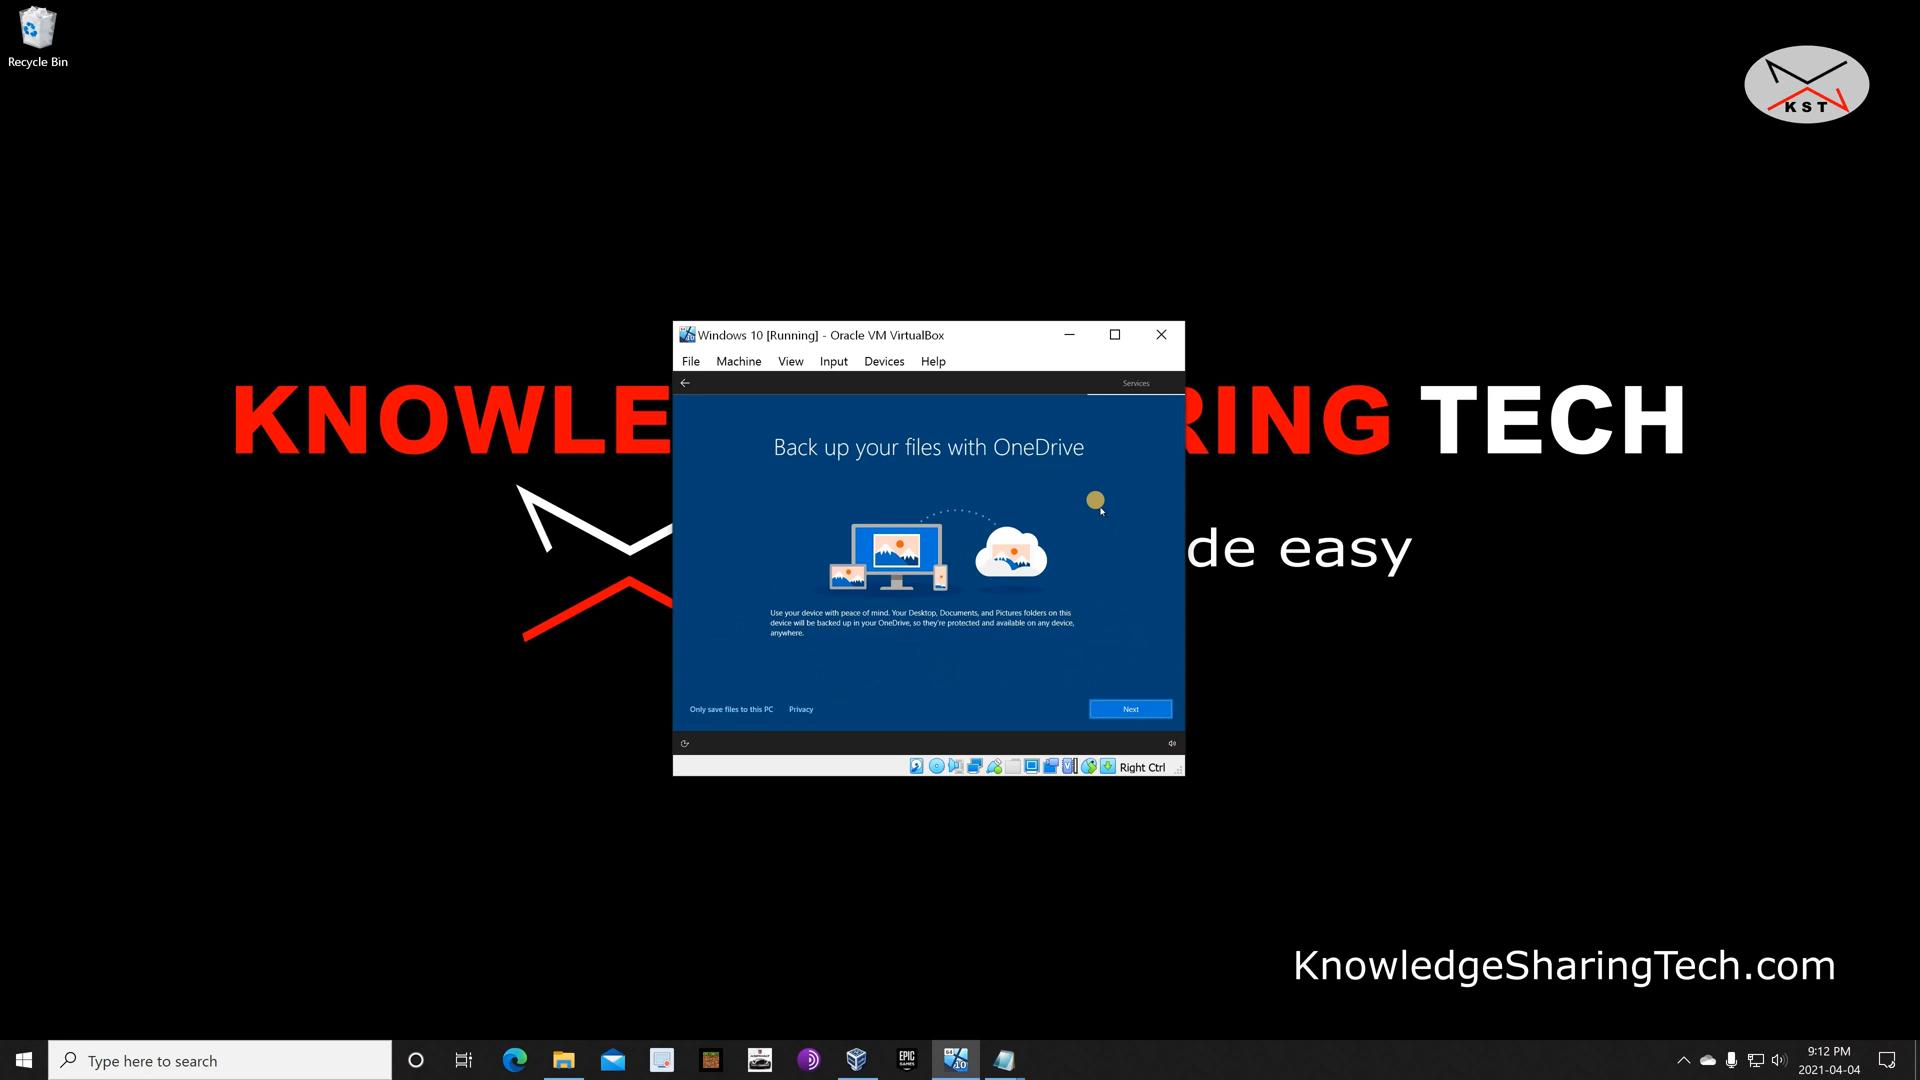 Recycle Bin
KST
Windows 10 [Running] - Oracle VM VirtualBox
File Machine View Input Devices Help
Services
KNOWLE RING TECH
Back up your files with OneDrive
de easy
Use your device with peace of mind. Your Desktop, Documents, and Pictures folders on this
device will be backed up in your OneDrive, so they're protected and available on any device,
anywhere.
Only save files to this PC Privacy Next
Right Ctrl
KnowledgeSharingTech.com
Type here to search
EPIC GAMES
64 10
9:12 PM
2021-04-04